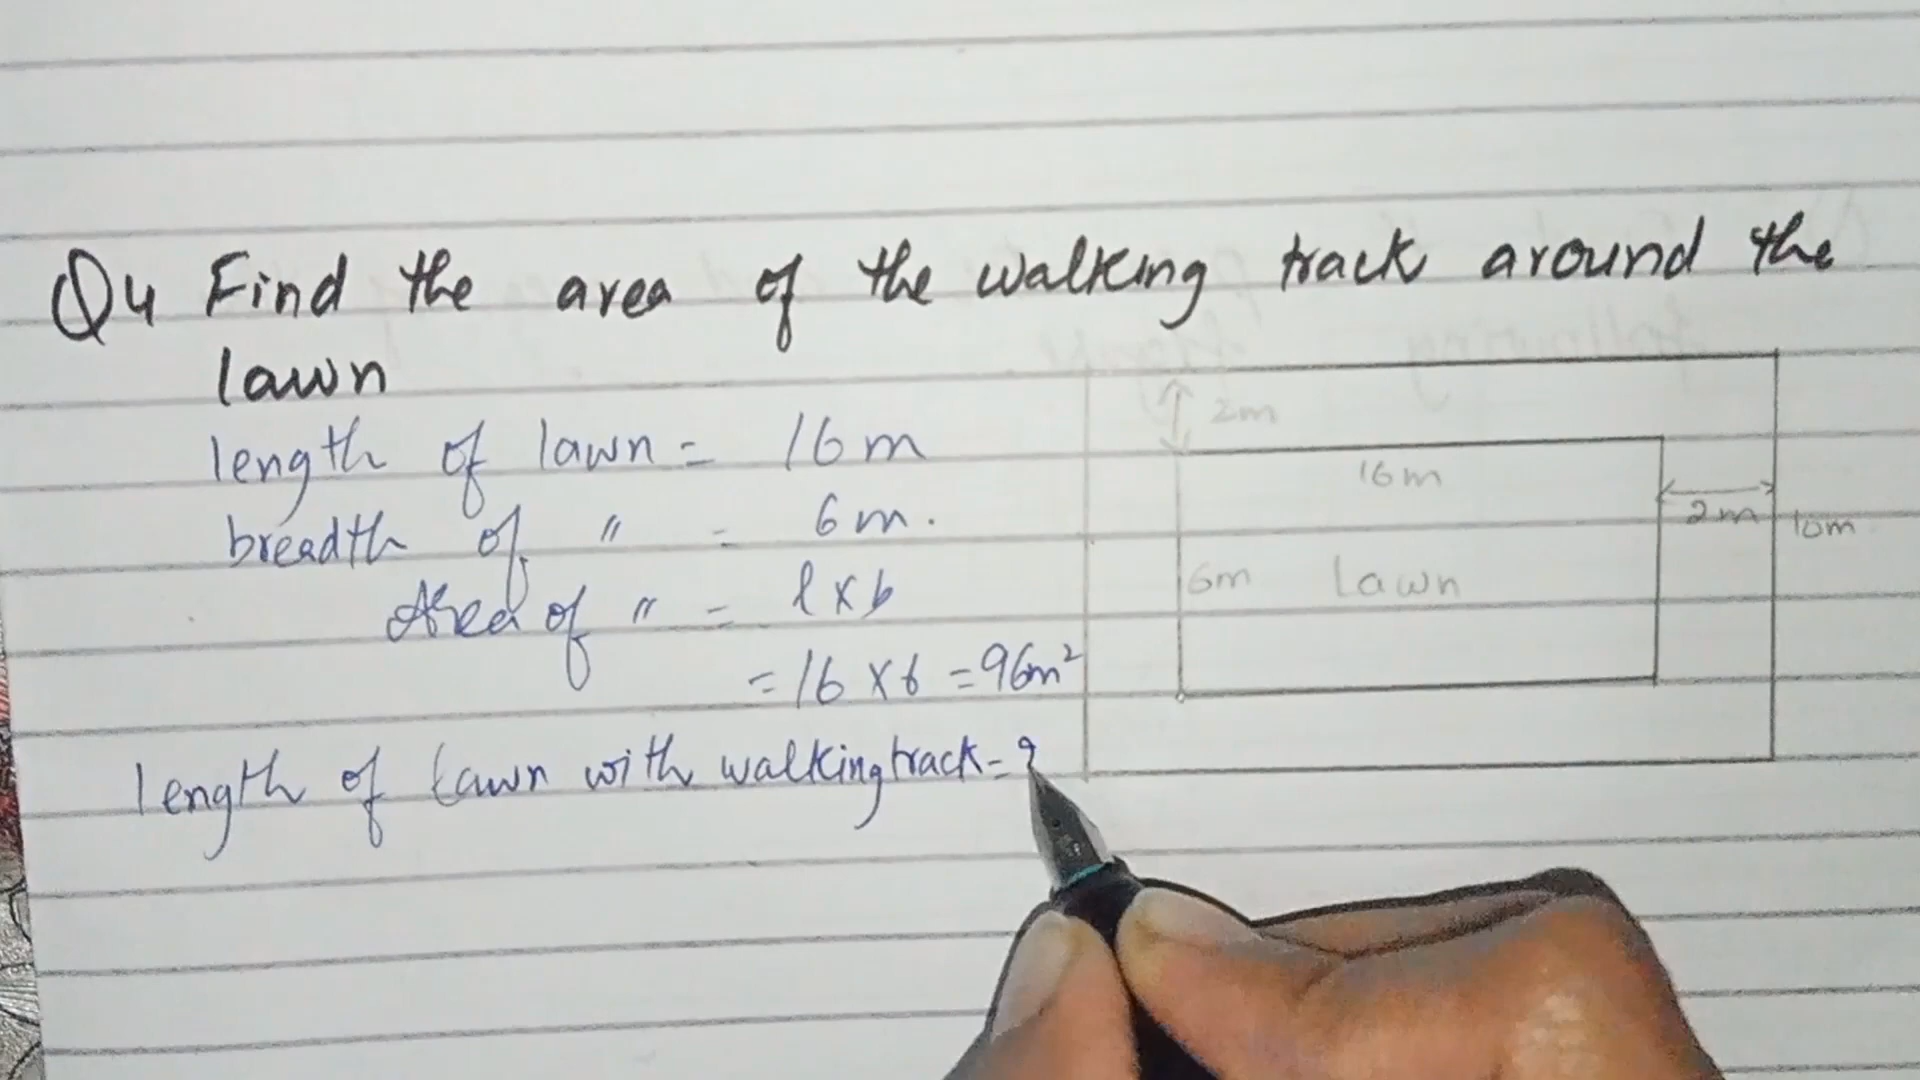 Q4 Find the area of the walking track around the
lawn
length of lawn = 16m
breadth of " = 6m.
Area of " = l x b
= 16 x 6 = 96m²
length of lawn with walking track = ?
2m
16m
2m
10m
6m Lawn